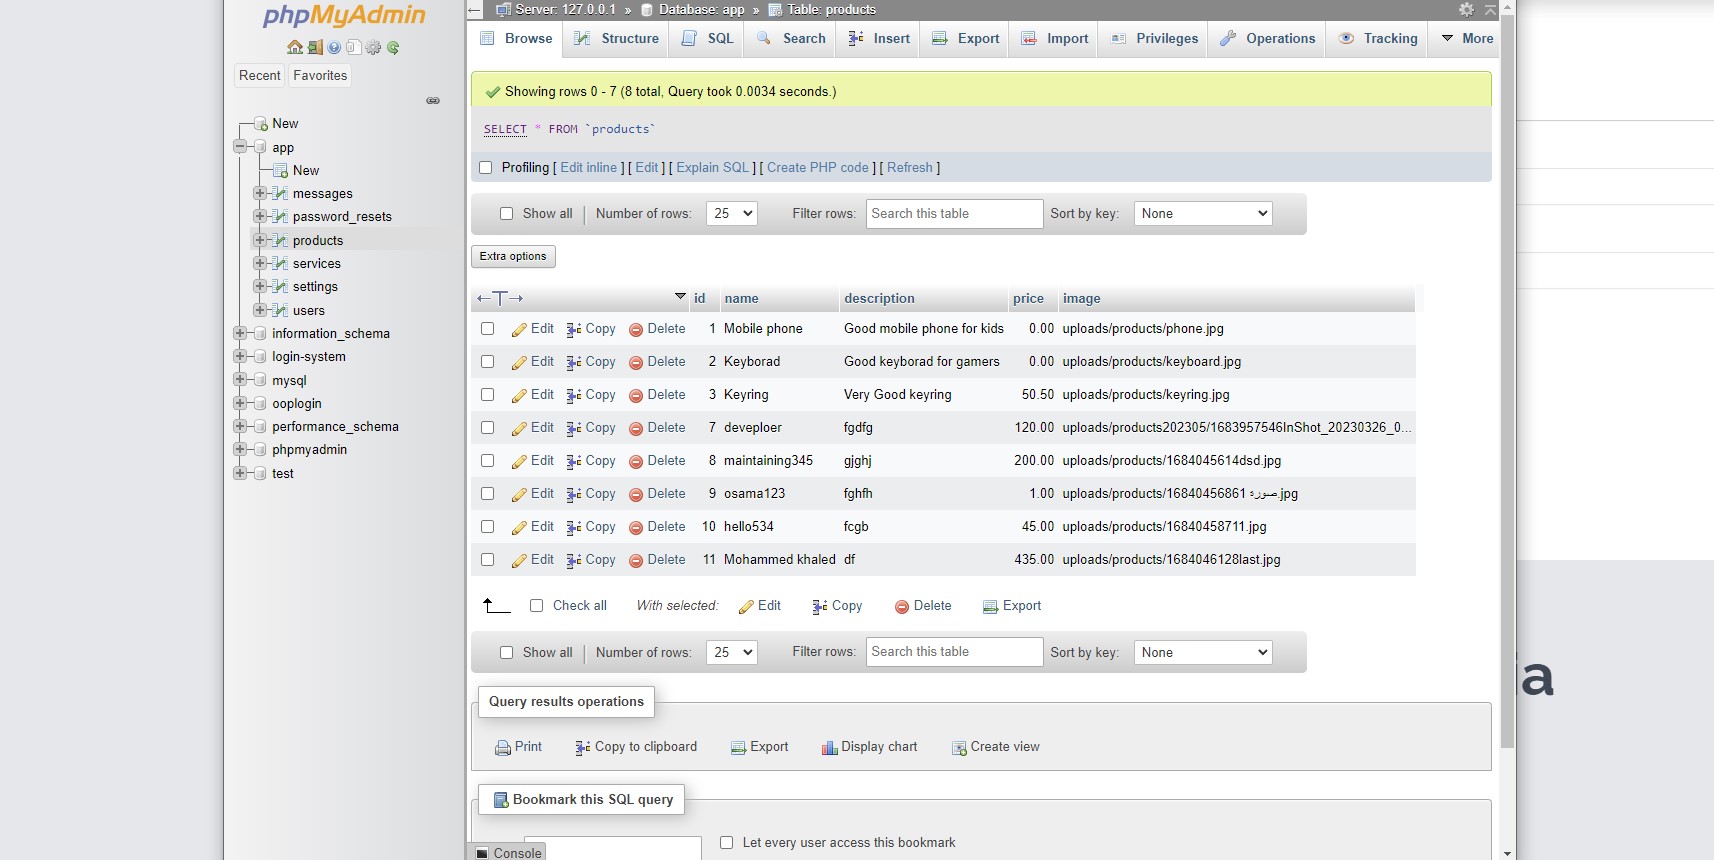 phpMyAdmin
Recent Favorites
New
app
New
messages
password_resets
products
services
settings
users
information_schema
login-system
mysql
ooplogin
performance_schema
phpmyadmin
test
Server: 127.0.0.1 » Database: app » Table: products
Browse Structure SQL Search Insert Export Import Privileges Operations Tracking More
Showing rows 0 - 7 (8 total, Query took 0.0034 seconds.)
SELECT * FROM `products`
Profiling [ Edit inline ] [ Edit ] [ Explain SQL ] [ Create PHP code ] [ Refresh ]
Show all | Number of rows: 25 Filter rows: Search this table Sort by key: None
Extra options
id name description price image
Edit Copy Delete 1 Mobile phone Good mobile phone for kids 0.00 uploads/products/phone.jpg
Edit Copy Delete 2 Keyborad Good keyborad for gamers 0.00 uploads/products/keyboard.jpg
Edit Copy Delete 3 Keyring Very Good keyring 50.50 uploads/products/keyring.jpg
Edit Copy Delete 7 deveploer fgdfg 120.00 uploads/products202305/1683957546InShot_20230326_0...
Edit Copy Delete 8 maintaining345 gjghj 200.00 uploads/products/1684045614dsd.jpg
Edit Copy Delete 9 osama123 fghfh 1.00 uploads/products/16840456861 صورة.jpg
Edit Copy Delete 10 hello534 fcgb 45.00 uploads/products/16840458711.jpg
Edit Copy Delete 11 Mohammed khaled df 435.00 uploads/products/1684046128last.jpg
Check all With selected: Edit Copy Delete Export
Show all | Number of rows: 25 Filter rows: Search this table Sort by key: None
ia
Query results operations
Print Copy to clipboard Export Display chart Create view
Bookmark this SQL query
Let every user access this bookmark
Console